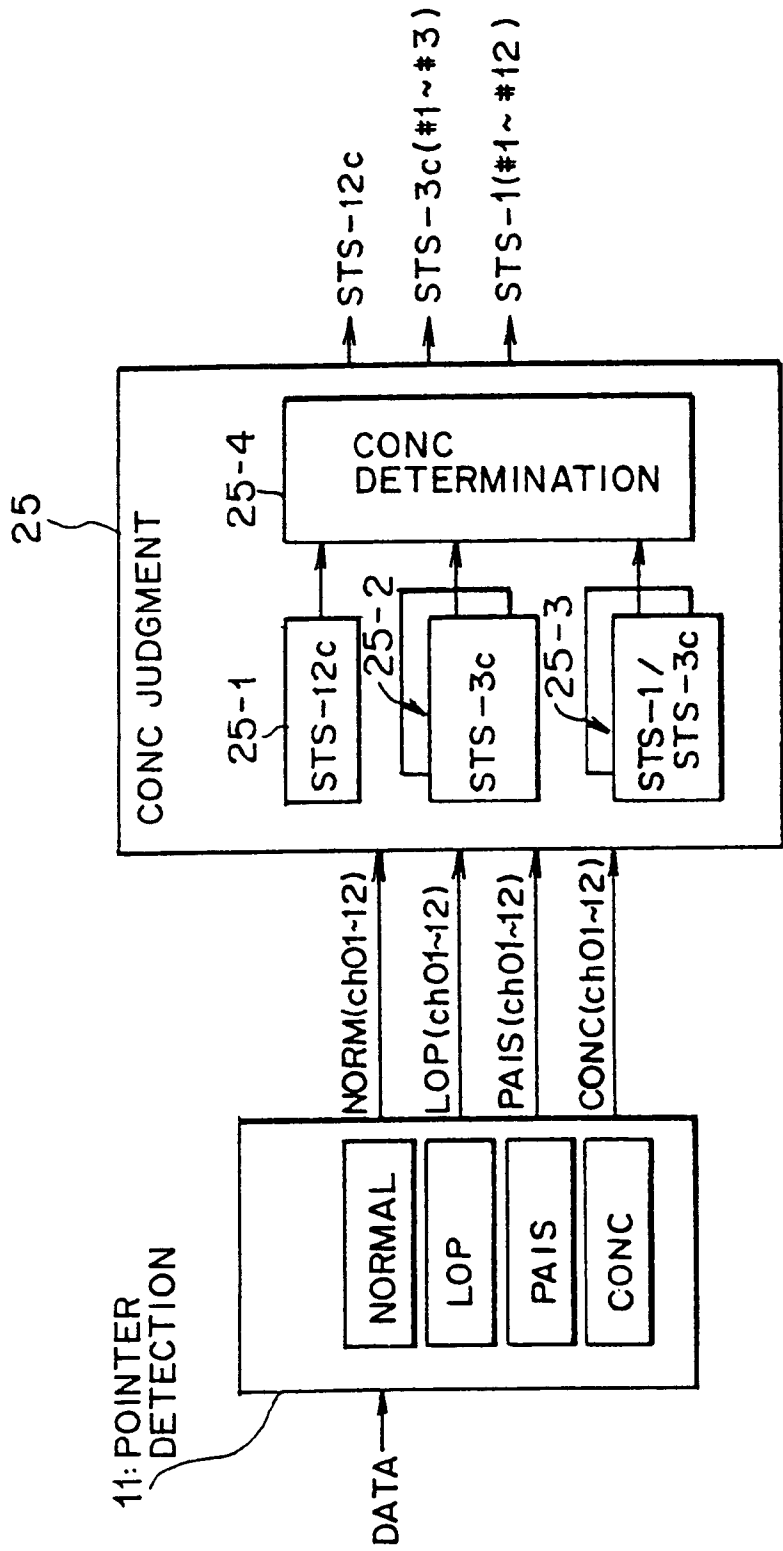 11: POINTER
DETECTION
DATA
NORMAL
LOP
PAIS
CONC
NORM(ch01~12)
LOP(ch01~12)
PAIS(ch01~12)
CONC(ch01~12)
25
CONC JUDGMENT
25-1
STS-12c
25-2
STS-3c
25-3
STS-1/
STS-3c
25-4
CONC
DETERMINATION
STS-12c
STS-3c(#1~#3)
STS-1(#1~#12)